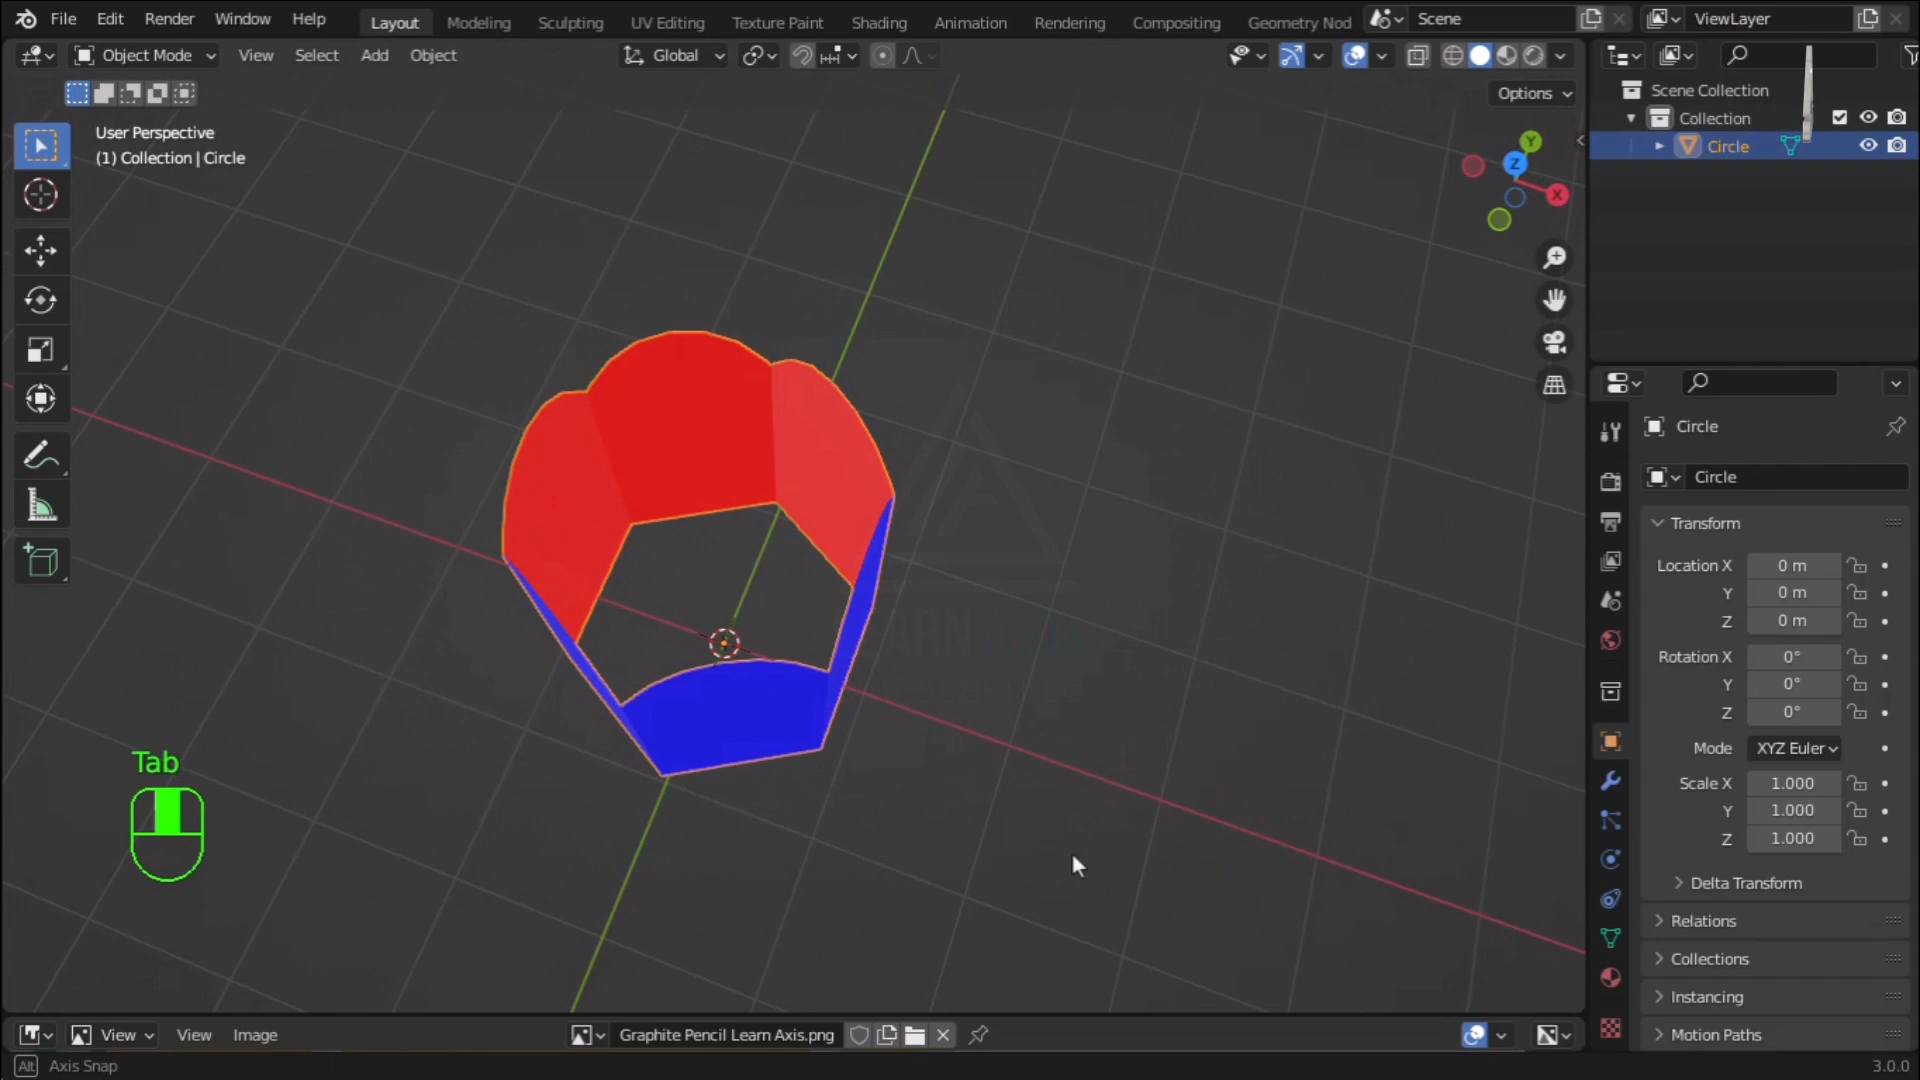 File Edit Render Window Help
Layout Modeling Sculpting UV Editing Texture Paint Shading Animation Rendering Compositing Geometry Nod
Scene
ViewLayer
Object Mode View Select Add Object
Global
Options
User Perspective
(1) Collection | Circle
Y
Z
X
Scene Collection
Collection
Circle
Circle
Circle
Transform
Location X 0 m
Y 0 m
Z 0 m
Rotation X 0°
Y 0°
Z 0°
Mode XYZ Euler
Scale X 1.000
Y 1.000
Z 1.000
Delta Transform
Relations
Collections
Instancing
Motion Paths
Tab
View View Image
Graphite Pencil Learn Axis.png
Alt Axis Snap
3.0.0